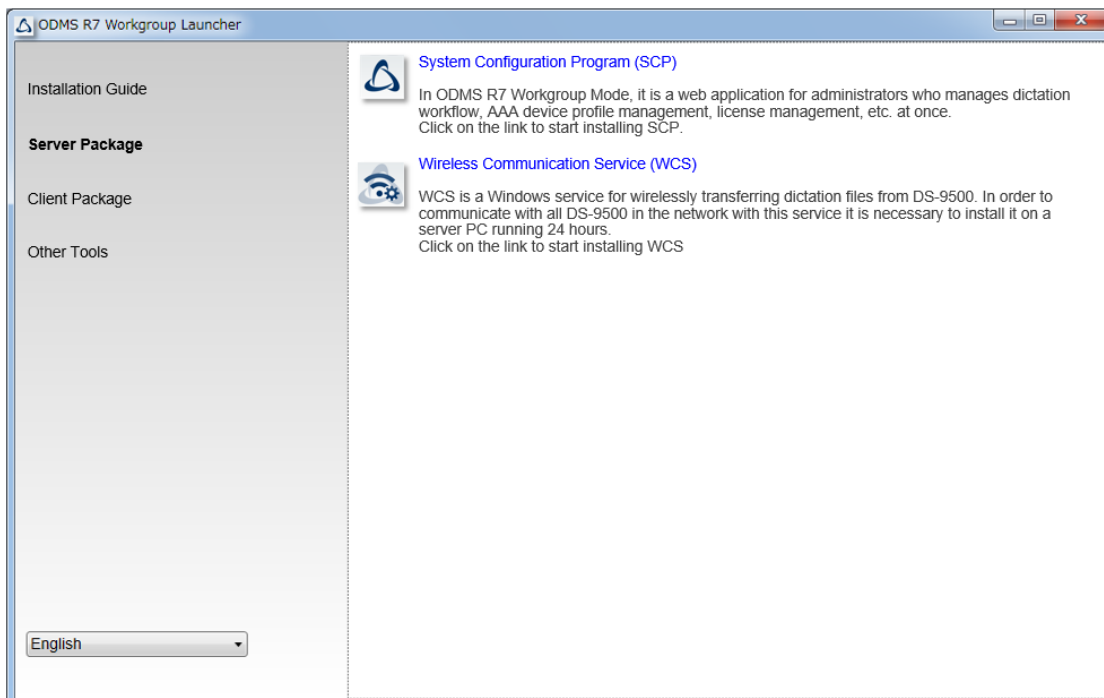 ODMS R7 Workgroup Launcher
Installation Guide
Server Package
Client Package
Other Tools
English
System Configuration Program (SCP)
In ODMS R7 Workgroup Mode, it is a web application for administrators who manages dictation
workflow, AAA device profile management, license management, etc. at once.
Click on the link to start installing SCP.
Wireless Communication Service (WCS)
WCS is a Windows service for wirelessly transferring dictation files from DS-9500. In order to
communicate with all DS-9500 in the network with this service it is necessary to install it on a
server PC running 24 hours.
Click on the link to start installing WCS